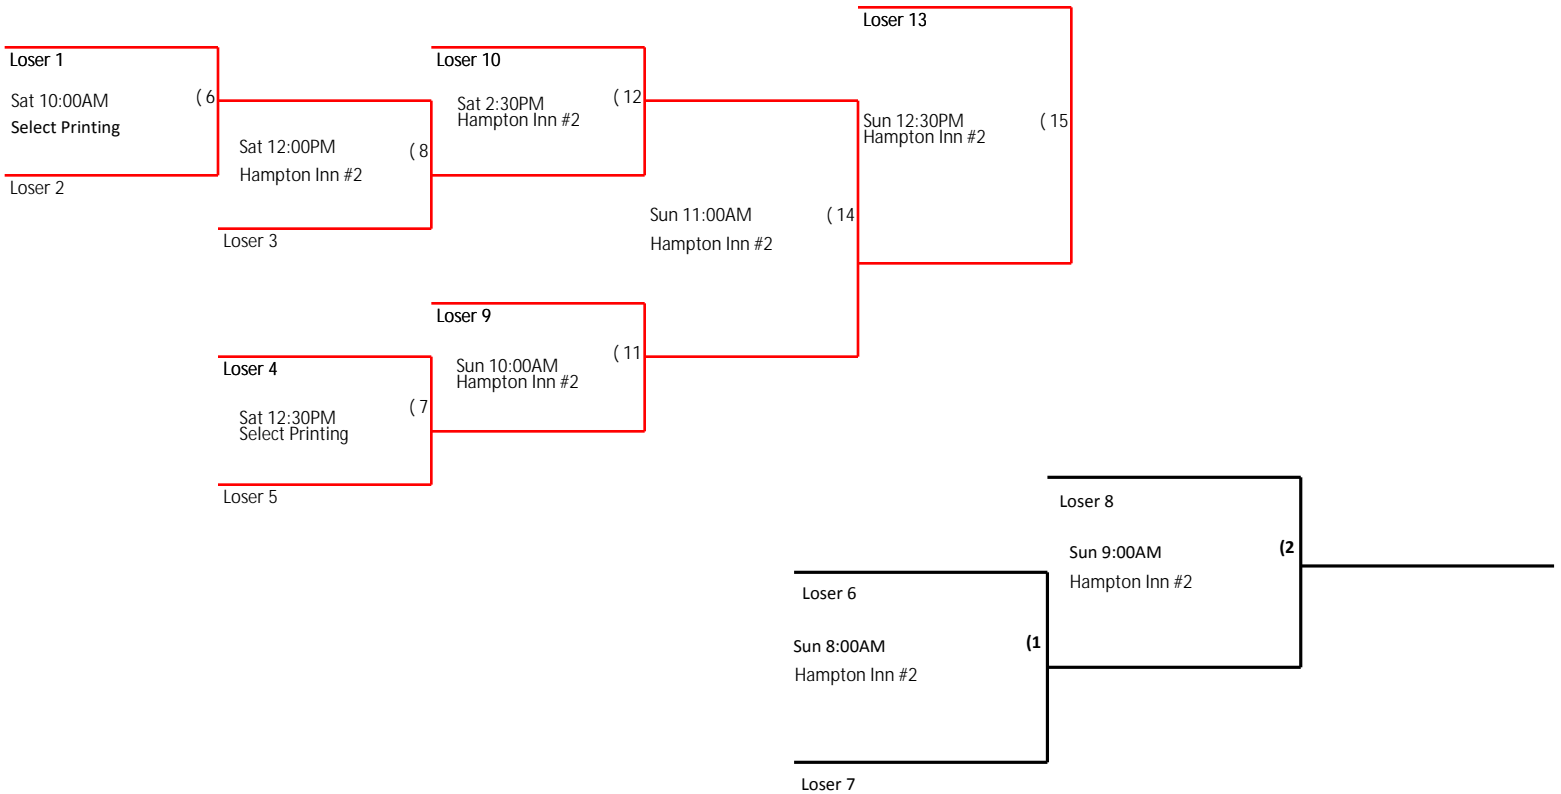 Loser 13
Loser 1
Loser 10
Sat 10:00AM
( 6
Select Printing
Sat 2:30PM
( 12
Hampton Inn #2
Sun 12:30PM
( 15
Hampton Inn #2
Sat 12:00PM
( 8
Hampton Inn #2
Loser 2
Loser 3
Sun 11:00AM
( 14
Hampton Inn #2
Loser 9
Loser 4
Sun 10:00AM
( 11
Hampton Inn #2
Sat 12:30PM
( 7
Select Printing
Loser 5
Loser 8
Sun 9:00AM
(2
Hampton Inn #2
Loser 6
Sun 8:00AM
(1
Hampton Inn #2
Loser 7